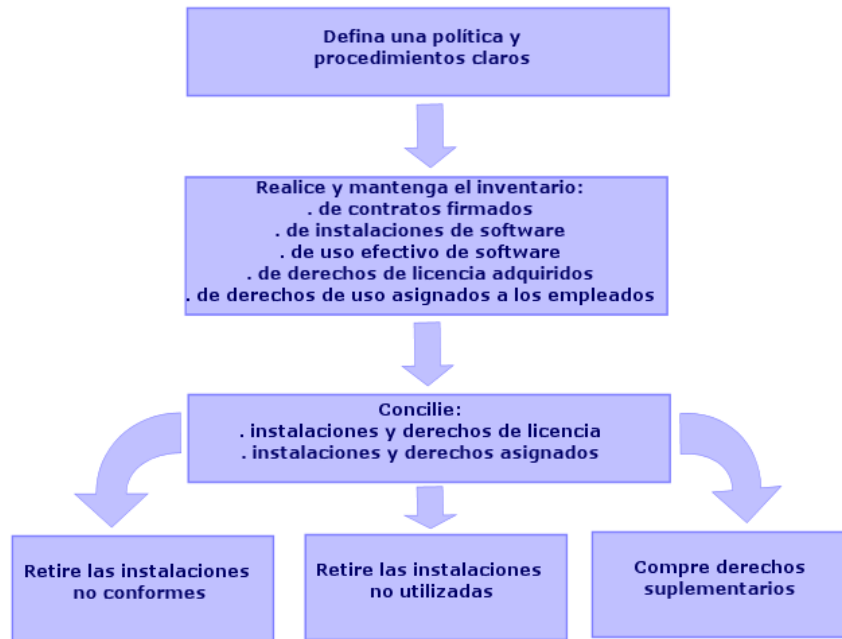 Defina una política y
procedimientos claros
Realice y mantenga el inventario:
. de contratos firmados
. de instalaciones de software
. de uso efectivo de software
. de derechos de licencia adquiridos
. de derechos de uso asignados a los empleados
Concilie:
. instalaciones y derechos de licencia
. instalaciones y derechos asignados
Retire las instalaciones
no conformes
Retire las instalaciones
no utilizadas
Compre derechos
suplementarios